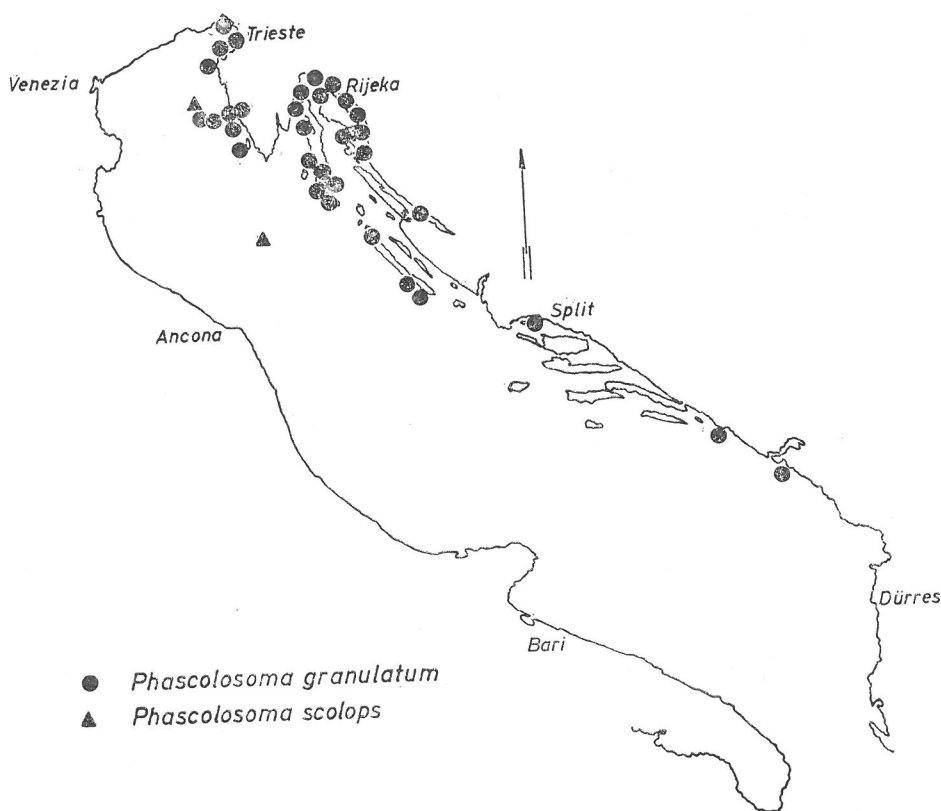 Trieste
Venezia
Rijeka
Split
Ancona
Dürres
Bari
Phascolosoma granulatum
Phascolosoma scolops